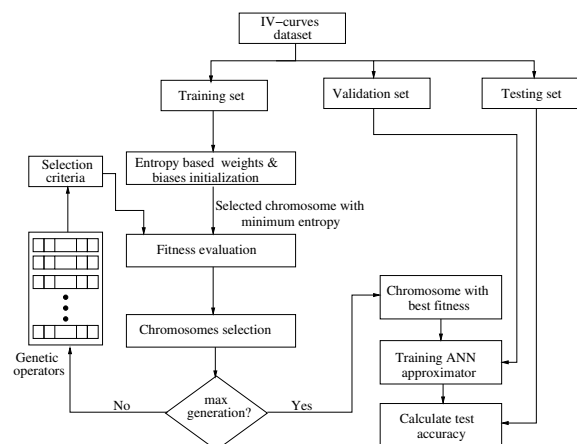 IV−curves
dataset
Training set
Validation set
Testing set
Selection
criteria
Entropy based weights &
biases initialization
Selected chromosome with
minimum entropy
Fitness evaluation
Chromosomes selection
Chromosome with
best fitness
Genetic
operators
Training ANN
approximator
No
max
generation?
Yes
Calculate test
accuracy